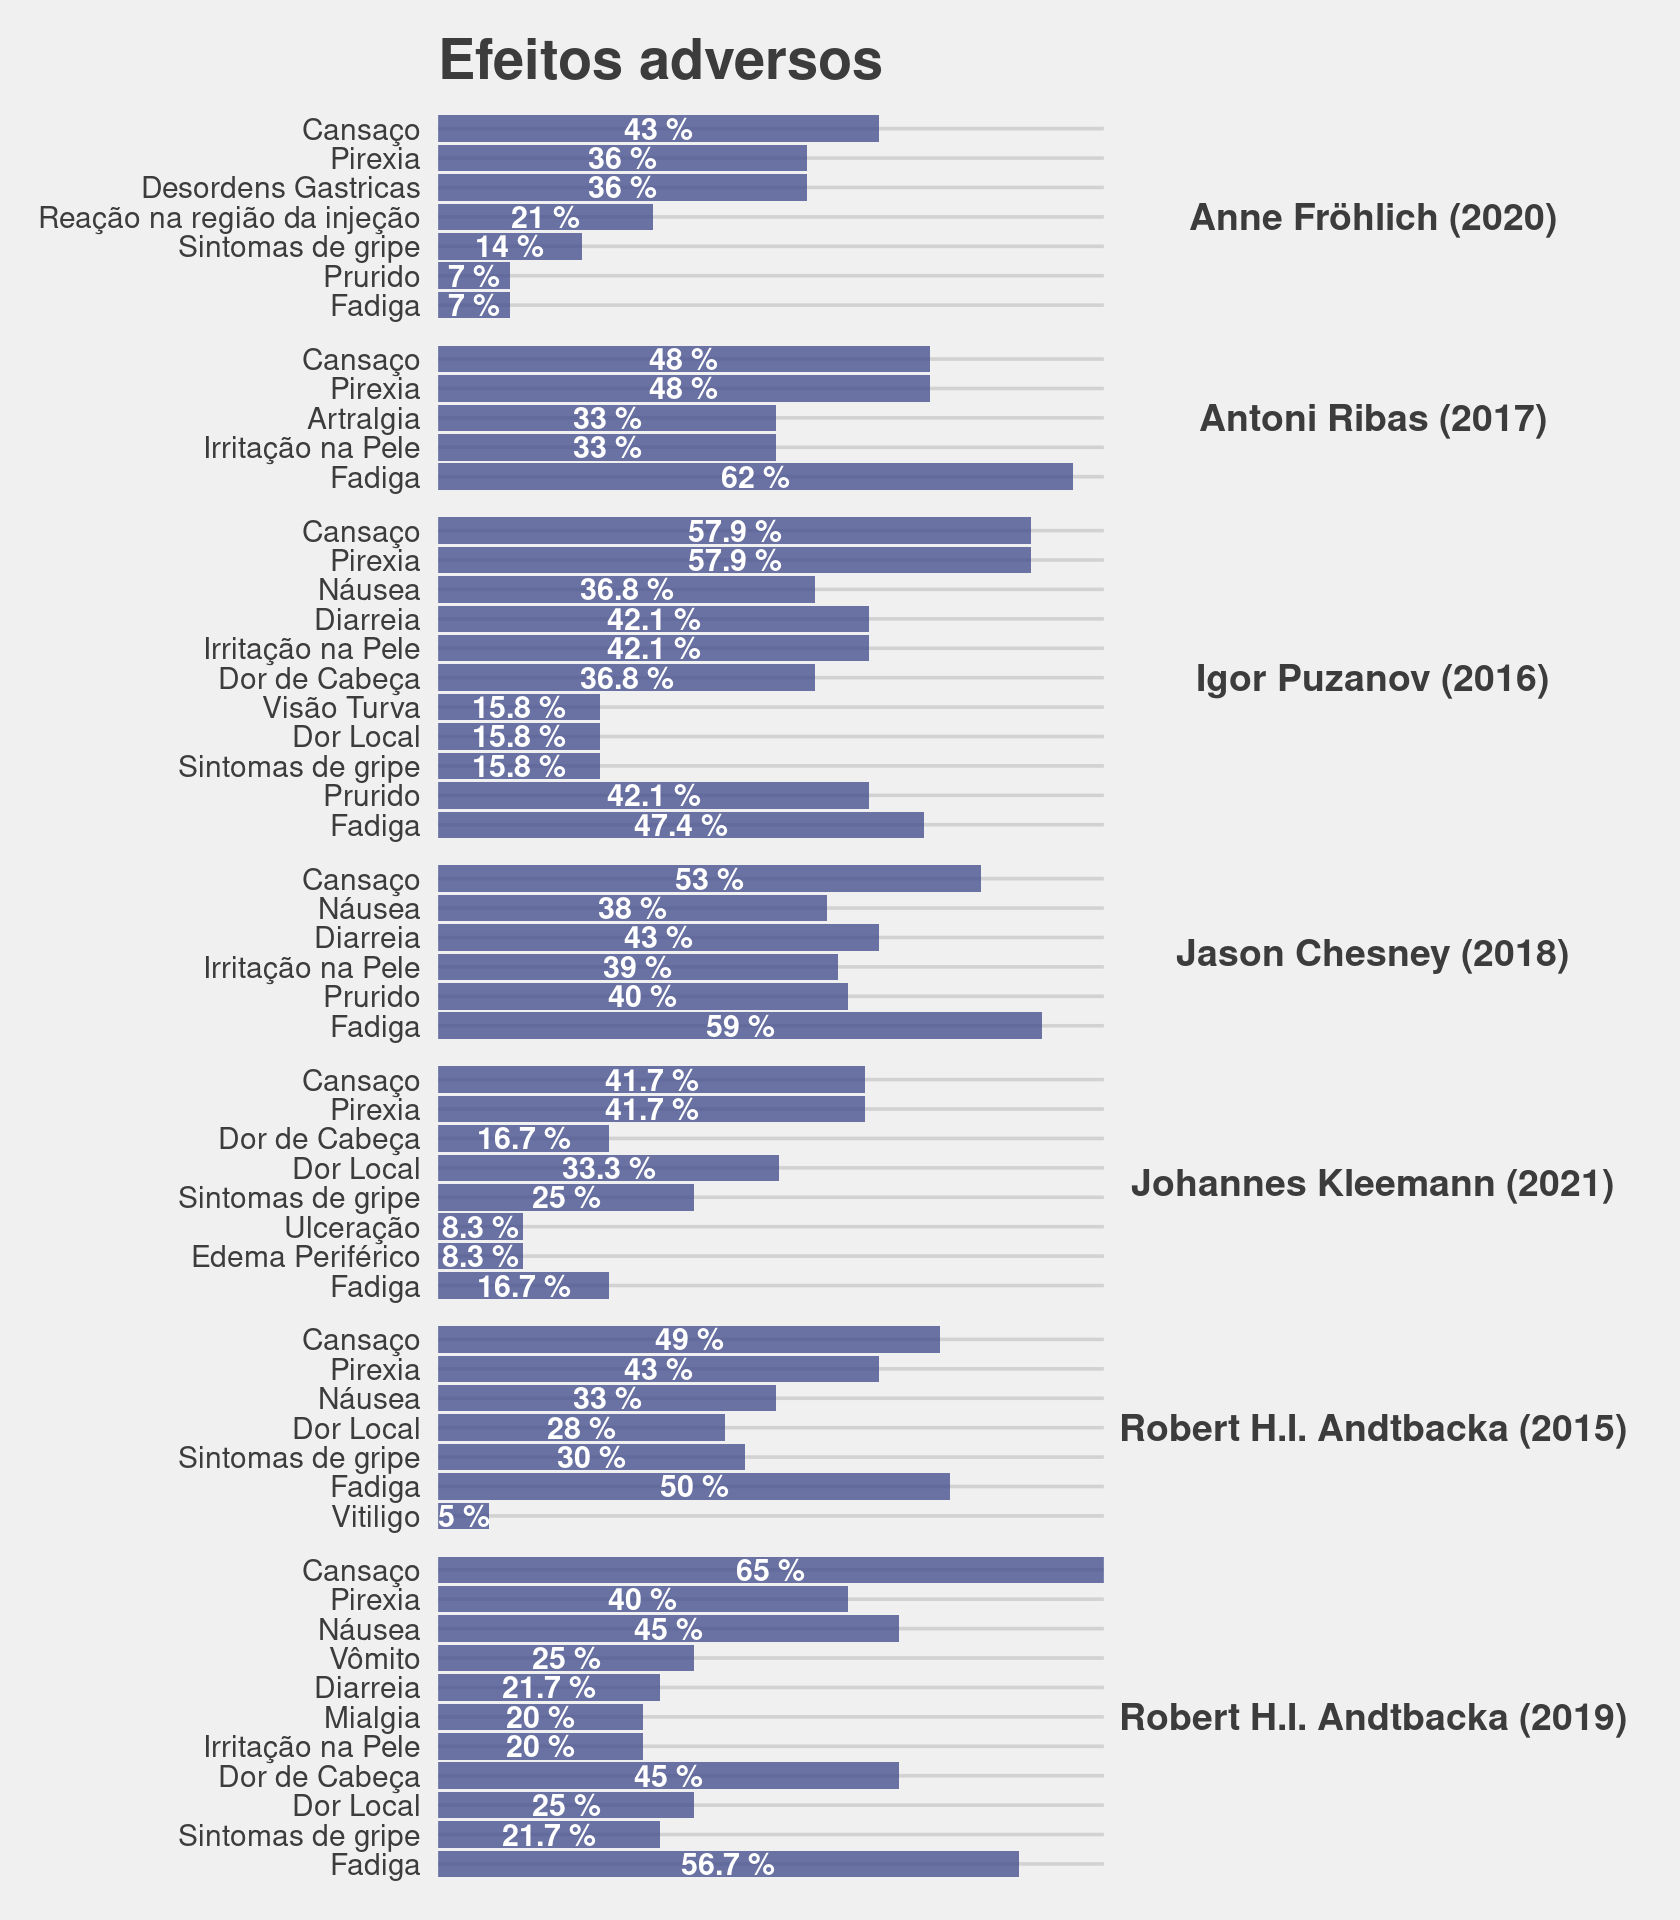 Efeitos adversos
Cansaço 43 %
Pirexia 36 %
Desordens Gastricas 36 %
Reação na região da injeção 21 %
Sintomas de gripe 14 %
Prurido 7 %
Fadiga 7 %
Anne Fröhlich (2020)
Cansaço 48 %
Pirexia 48 %
Artralgia 33 %
Irritação na Pele 33 %
Fadiga 62 %
Antoni Ribas (2017)
Cansaço 57.9 %
Pirexia 57.9 %
Náusea 36.8 %
Diarreia 42.1 %
Irritação na Pele 42.1 %
Dor de Cabeça 36.8 %
Visão Turva 15.8 %
Dor Local 15.8 %
Sintomas de gripe 15.8 %
Prurido 42.1 %
Fadiga 47.4 %
Igor Puzanov (2016)
Cansaço 53 %
Náusea 38 %
Diarreia 43 %
Irritação na Pele 39 %
Prurido 40 %
Fadiga 59 %
Jason Chesney (2018)
Cansaço 41.7 %
Pirexia 41.7 %
Dor de Cabeça 16.7 %
Dor Local 33.3 %
Sintomas de gripe 25 %
Ulceração 8.3 %
Edema Periférico 8.3 %
Fadiga 16.7 %
Johannes Kleemann (2021)
Cansaço 49 %
Pirexia 43 %
Náusea 33 %
Dor Local 28 %
Sintomas de gripe 30 %
Fadiga 50 %
Vitiligo 5 %
Robert H.I. Andtbacka (2015)
Cansaço 65 %
Pirexia 40 %
Náusea 45 %
Vômito 25 %
Diarreia 21.7 %
Mialgia 20 %
Irritação na Pele 20 %
Dor de Cabeça 45 %
Dor Local 25 %
Sintomas de gripe 21.7 %
Fadiga 56.7 %
Robert H.I. Andtbacka (2019)